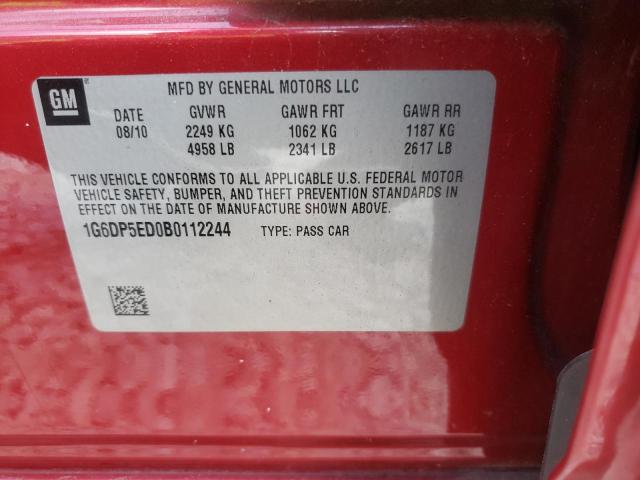 GM
MFD BY GENERAL MOTORS LLC
DATE GVWR GAWR FRT GAWR RR
08/10 2249 KG 1062 KG 1187 KG
4958 LB 2341 LB 2617 LB
THIS VEHICLE CONFORMS TO ALL APPLICABLE U.S. FEDERAL MOTOR
VEHICLE SAFETY, BUMPER, AND THEFT PREVENTION STANDARDS IN
EFFECT ON THE DATE OF MANUFACTURE SHOWN ABOVE.
1G6DP5ED0B0112244 TYPE: PASS CAR